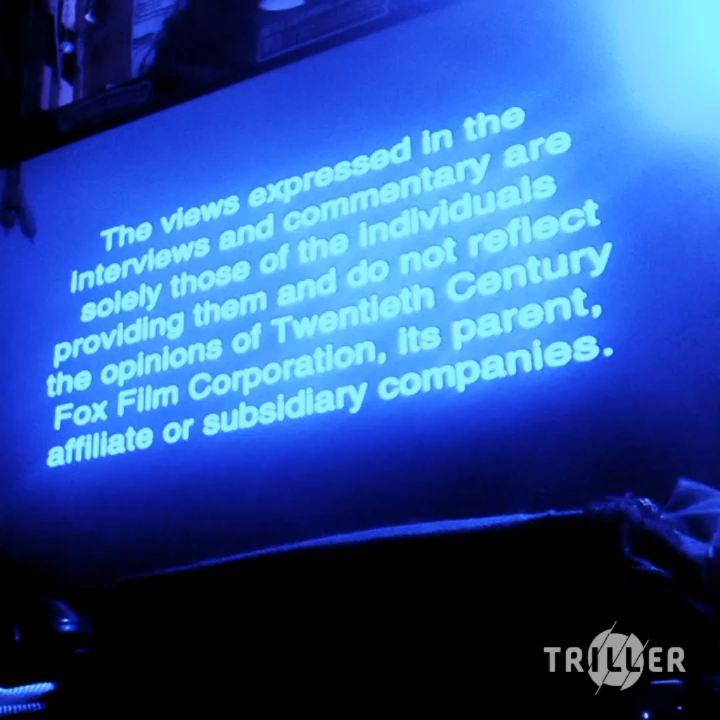 The views expressed in the
interviews and commentary are
solely those of the individuals
providing them and do not reflect
the opinions of Twentieth Century
Fox Film Corporation, its parent,
affiliate or subsidiary companies.
TRILLER